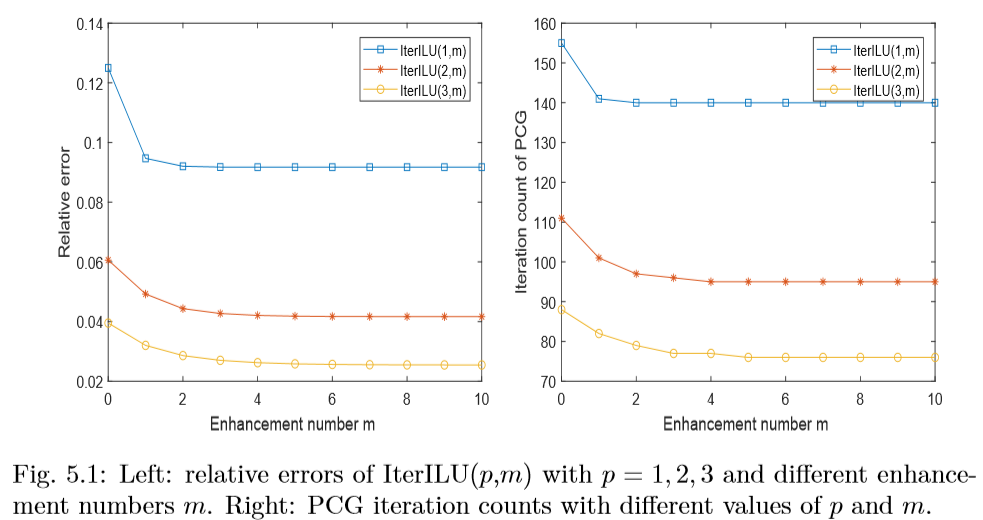 0.14
0.12
0.1
0.08
0.06
0.04
0.02
0 2 4 6 8 10
Relative error
Enhancement number m
IterILU(1,m)
IterILU(2,m)
IterILU(3,m)
160
150
140
130
120
110
100
90
80
70
0 2 4 6 8 10
Iteration count of PCG
Enhancement number m
IterILU(1,m)
IterILU(2,m)
IterILU(3,m)
Fig. 5.1: Left: relative errors of IterILU(p,m) with p = 1, 2, 3 and different enhance-
ment numbers m. Right: PCG iteration counts with different values of p and m.